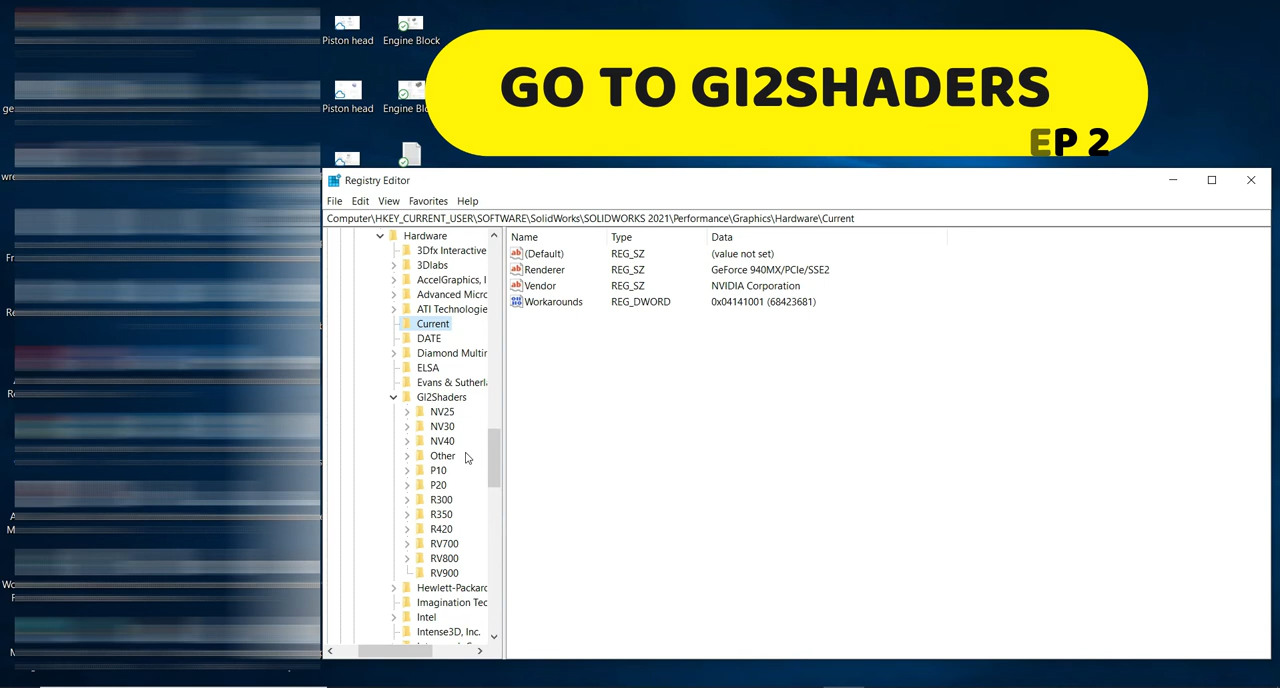 Piston head
Engine Block
GO TO GI2SHADERS
EP 2
Piston head
Registry Editor
File Edit View Favorites Help
Computer\HKEY_CURRENT_USER\SOFTWARE\SolidWorks\SOLIDWORKS 2021\Performance\Graphics\Hardware\Current
Name Type Data
(Default) REG_SZ (value not set)
Renderer REG_SZ GeForce 940MX/PCIe/SSE2
Vendor REG_SZ NVIDIA Corporation
Workarounds REG_DWORD 0x04141001 (68423681)
Hardware
3Dfx Interactive
3Dlabs
AccelGraphics, I
Advanced Micro
ATI Technologie
Current
DATE
Diamond Multir
ELSA
Evans & Sutherla
Gl2Shaders
NV25
NV30
NV40
Other
P10
P20
R300
R350
R420
RV700
RV800
RV900
Hewlett-Packard
Imagination Tec
Intel
Intense3D, Inc.